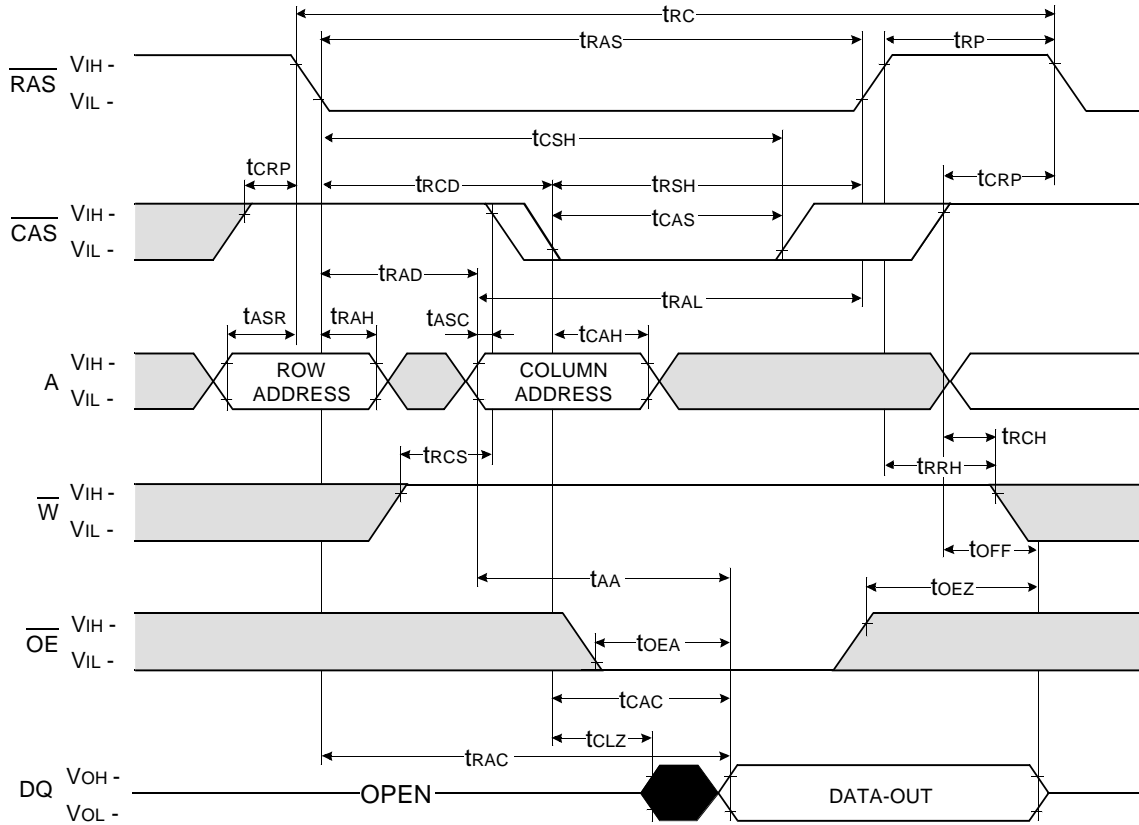 tRC
tRAS
tRP
RAS
VIH -
VIL -
tCSH
tCRP
tRCD
tRSH
tCRP
CAS
VIH -
VIL -
tCAS
tRAD
tRAL
tASR
tRAH
tASC
tCAH
A
VIH -
VIL -
ROW
ADDRESS
COLUMN
ADDRESS
tRCH
tRCS
tRRH
W
VIH -
VIL -
tOFF
tAA
tOEZ
OE
VIH -
VIL -
tOEA
tCAC
tCLZ
tRAC
DQ
VOH -
VOL -
OPEN
DATA-OUT